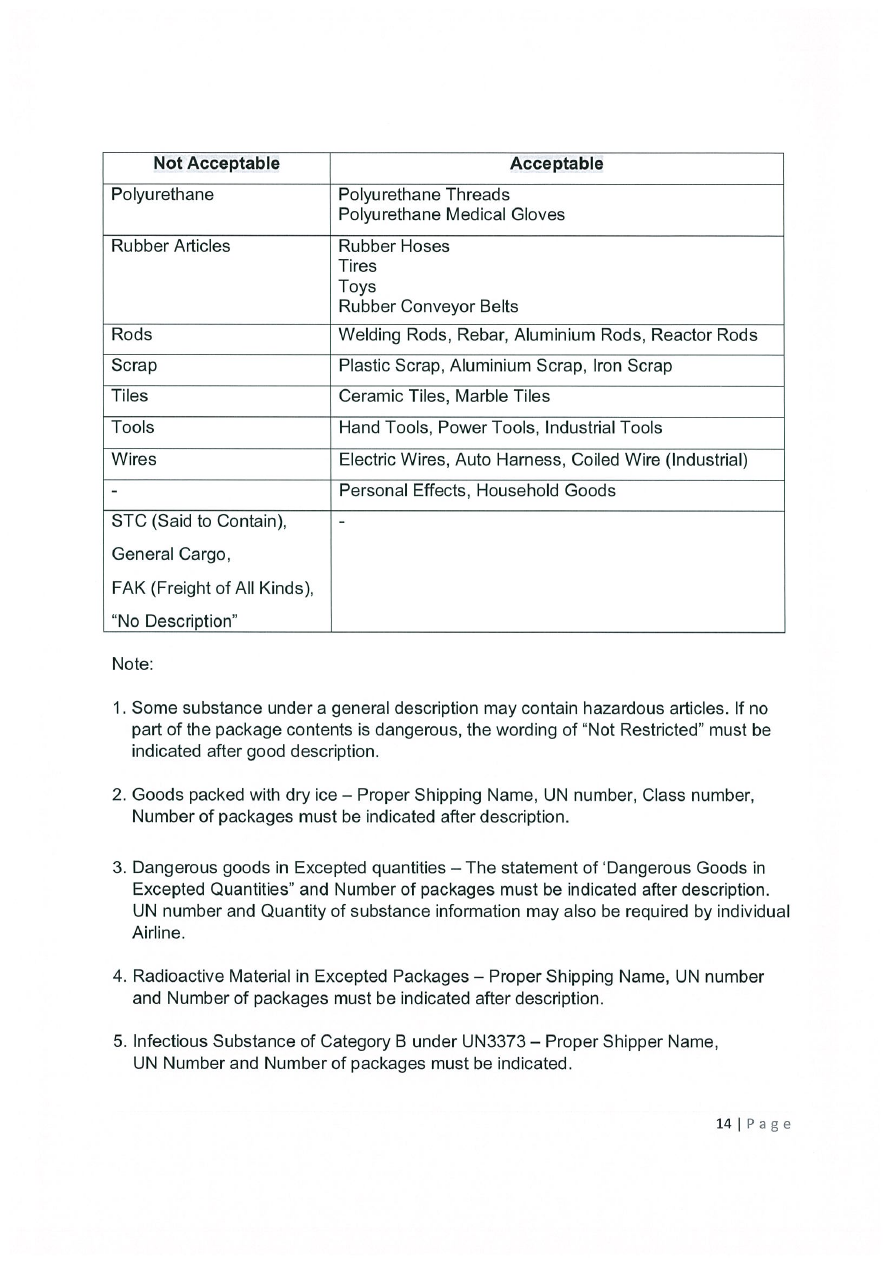 Not Acceptable Acceptable
Polyurethane Polyurethane Threads
Polyurethane Medical Gloves
Rubber Articles Rubber Hoses
Tires
Toys
Rubber Conveyor Belts
Rods Welding Rods, Rebar, Aluminium Rods, Reactor Rods
Scrap Plastic Scrap, Aluminium Scrap, Iron Scrap
Tiles Ceramic Tiles, Marble Tiles
Tools Hand Tools, Power Tools, Industrial Tools
Wires Electric Wires, Auto Harness, Coiled Wire (Industrial)
- Personal Effects, Household Goods
STC (Said to Contain), -
General Cargo,
FAK (Freight of All Kinds),
“No Description”
Note:
1. Some substance under a general description may contain hazardous articles. If no
part of the package contents is dangerous, the wording of “Not Restricted” must be
indicated after good description.
2. Goods packed with dry ice – Proper Shipping Name, UN number, Class number,
Number of packages must be indicated after description.
3. Dangerous goods in Excepted quantities – The statement of ‘Dangerous Goods in
Excepted Quantities” and Number of packages must be indicated after description.
UN number and Quantity of substance information may also be required by individual
Airline.
4. Radioactive Material in Excepted Packages – Proper Shipping Name, UN number
and Number of packages must be indicated after description.
5. Infectious Substance of Category B under UN3373 – Proper Shipper Name,
UN Number and Number of packages must be indicated.
14 | Page